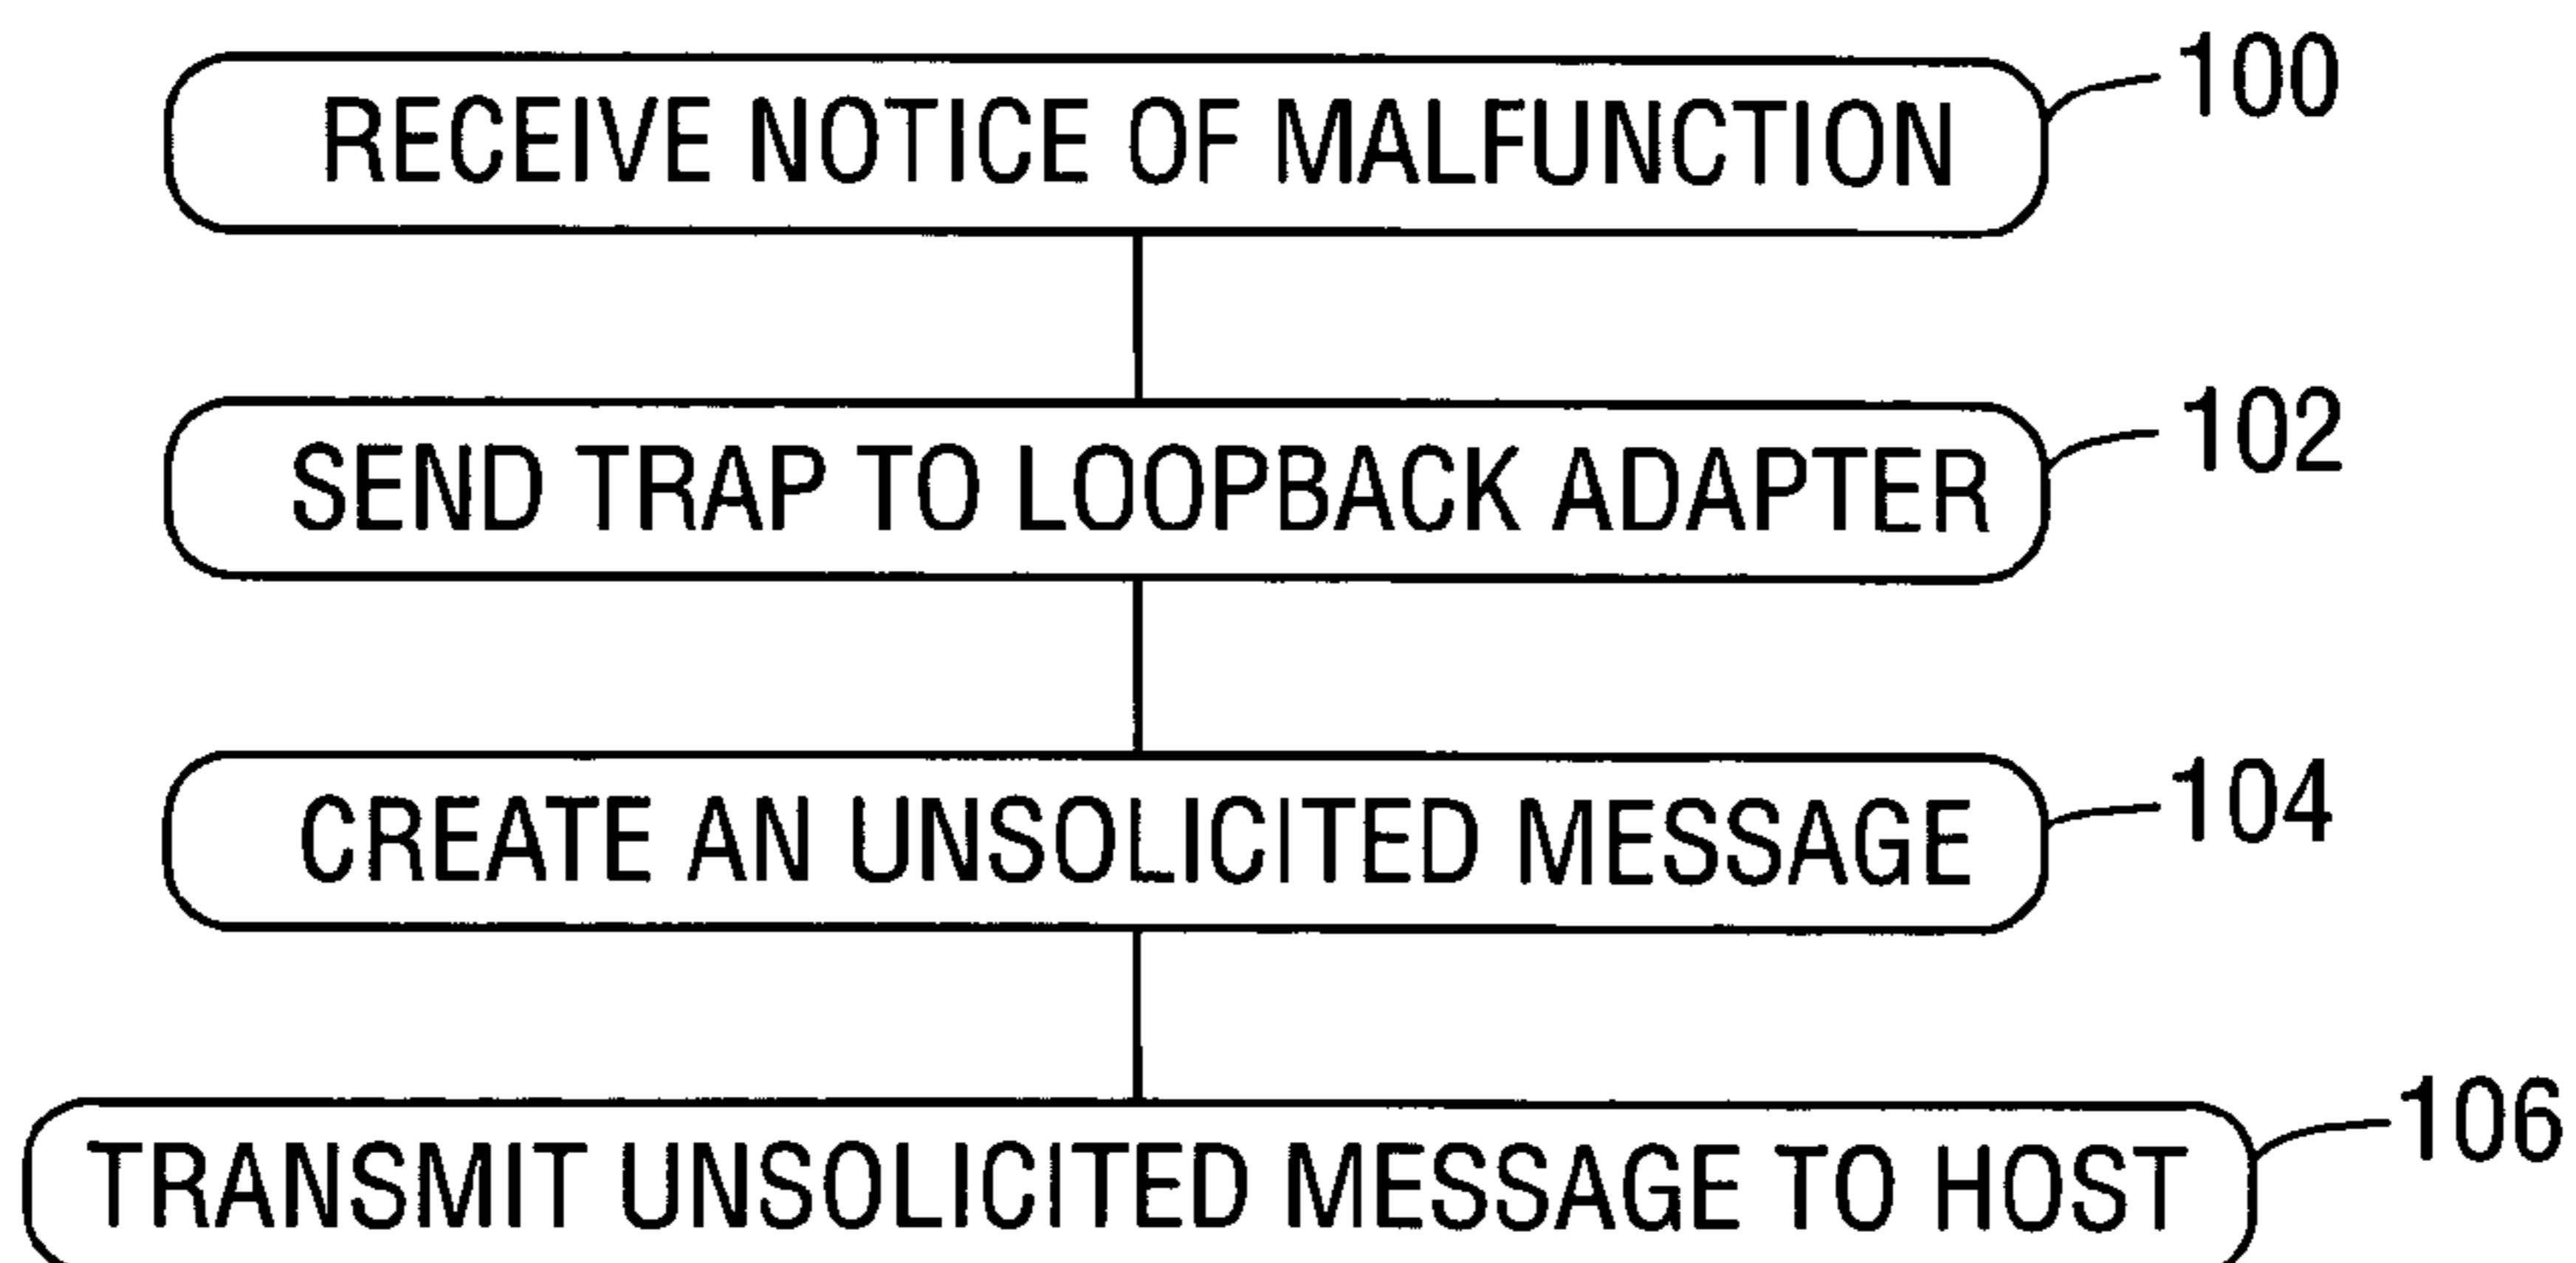 RECEIVE NOTICE OF MALFUNCTION 100
SEND TRAP TO LOOPBACK ADAPTER 102
CREATE AN UNSOLICITED MESSAGE 104
TRANSMIT UNSOLICITED MESSAGE TO HOST 106